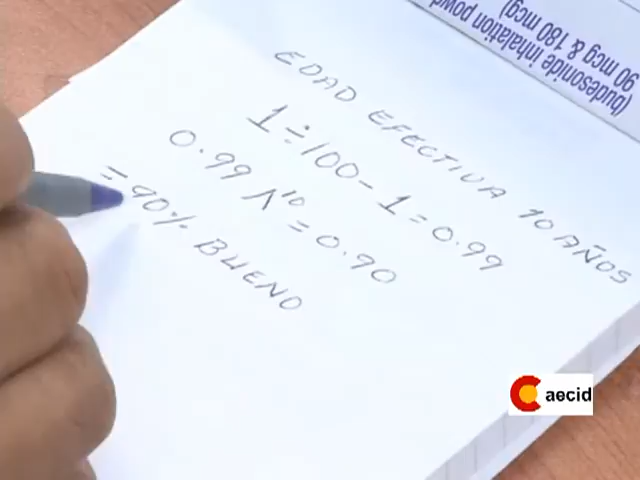 (budesonide inhalation powd
90 mcg & 180 mcg)
EDAD EFECTIVA 10 AÑOS
1÷100-1=0.99
0.99 Λ10 = 0.90
=90% BUENO
aecid